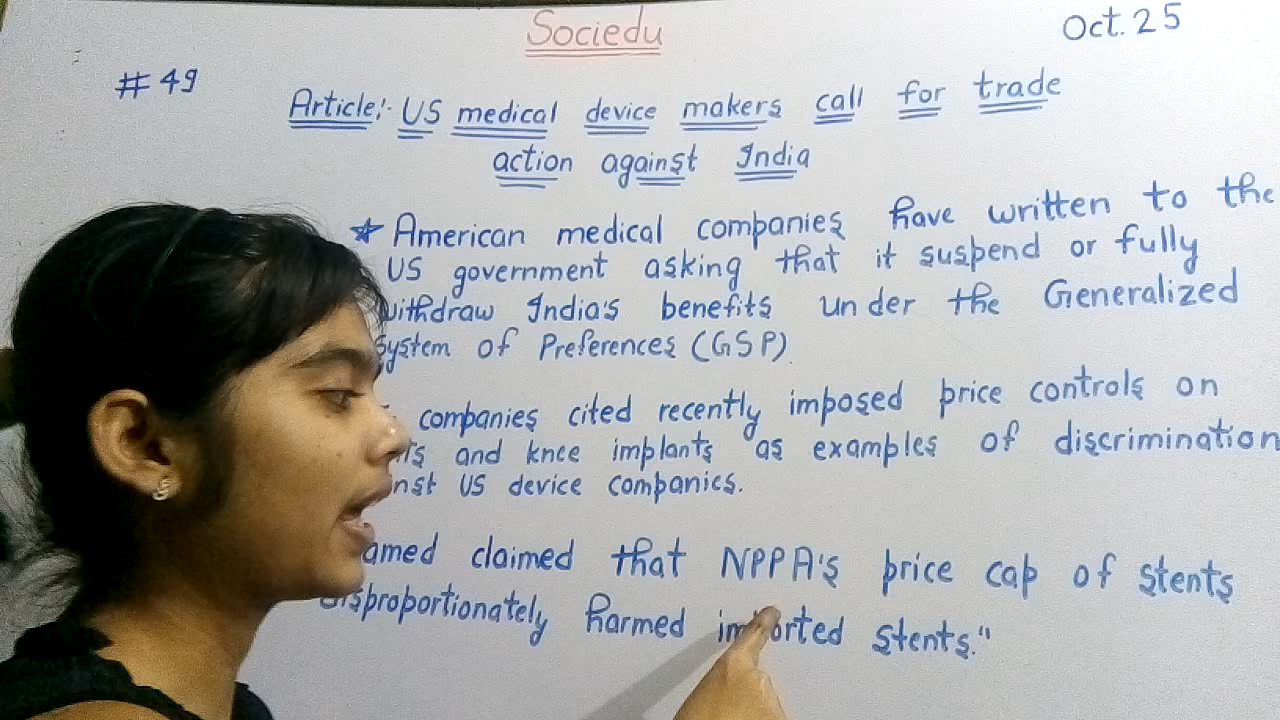 Sociedu
Oct. 25
# 49
Article:- US medical device makers call for trade
action against India
* American medical companies have written to the
US government asking that it suspend or fully
withdraw India's benefits under the Generalized
System of Preferences (GSP)
companies cited recently imposed price controls on
and knee implants as examples of discrimination
US device companies.
claimed that NPPA's price cap of stents
disproportionately harmed imported stents."